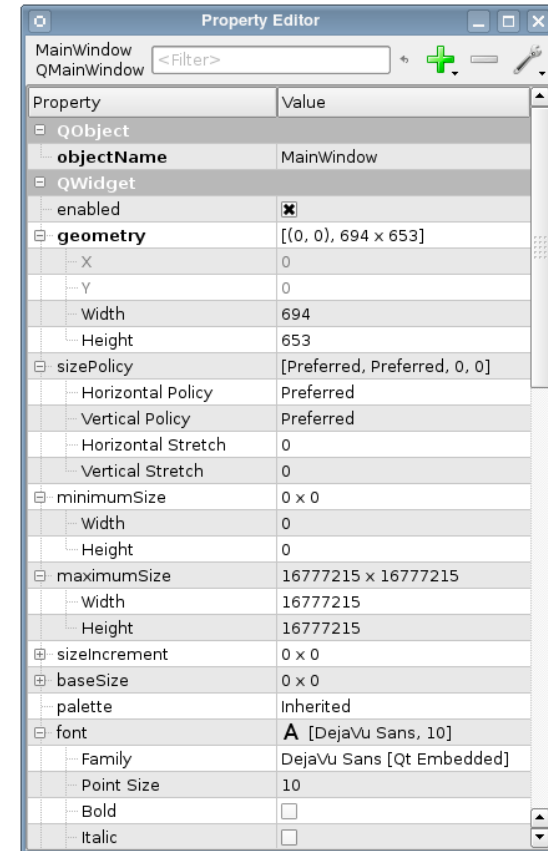 Property Editor
MainWindow
QMainWindow
<Filter>
Property Value
QObject
objectName MainWindow
QWidget
enabled
geometry [(0, 0), 694 x 653]
X 0
Y 0
Width 694
Height 653
sizePolicy [Preferred, Preferred, 0, 0]
Horizontal Policy Preferred
Vertical Policy Preferred
Horizontal Stretch 0
Vertical Stretch 0
minimumSize 0 x 0
Width 0
Height 0
maximumSize 16777215 x 16777215
Width 16777215
Height 16777215
sizeIncrement 0 x 0
baseSize 0 x 0
palette Inherited
font A [DejaVu Sans, 10]
Family DejaVu Sans [Qt Embedded]
Point Size 10
Bold
Italic